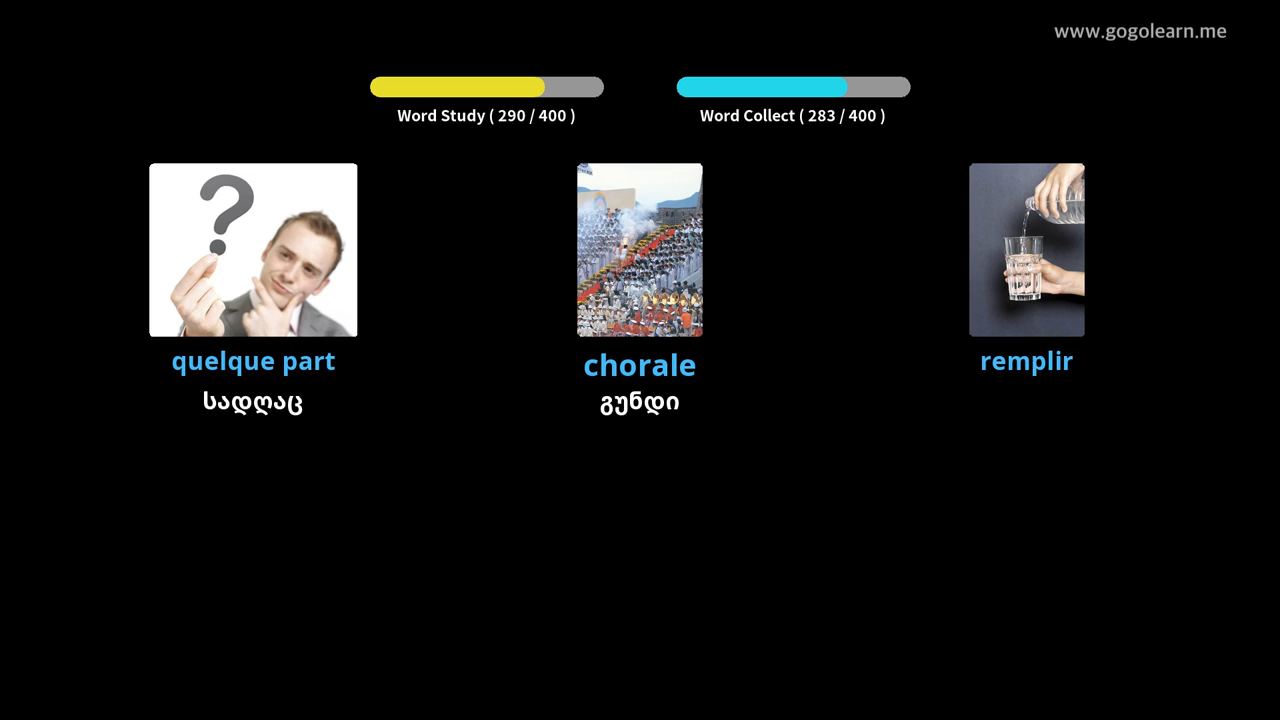 www.gogolearn.me
Word Study ( 290 / 400 )
Word Collect ( 283 / 400 )
quelque part
სადღაც
chorale
გუნდი
remplir